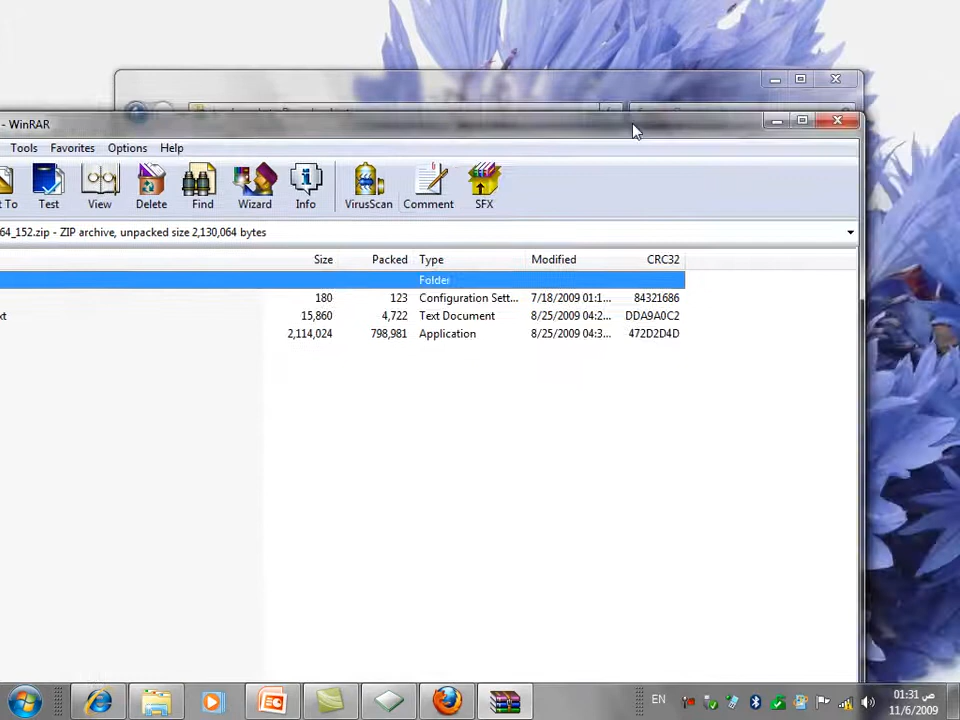 - WinRAR
Tools Favorites Options Help
t To Test View Delete Find Wizard Info VirusScan Comment SFX
64_152.zip - ZIP archive, unpacked size 2,130,064 bytes
Size Packed Type Modified CRC32
Folder
180 123 Configuration Sett... 7/18/2009 01:1... 84321686
xt 15,860 4,722 Text Document 8/25/2009 04:2... DDA9A0C2
2,114,024 798,981 Application 8/25/2009 04:3... 472D2D4D
EN
01:31 ص
11/6/2009